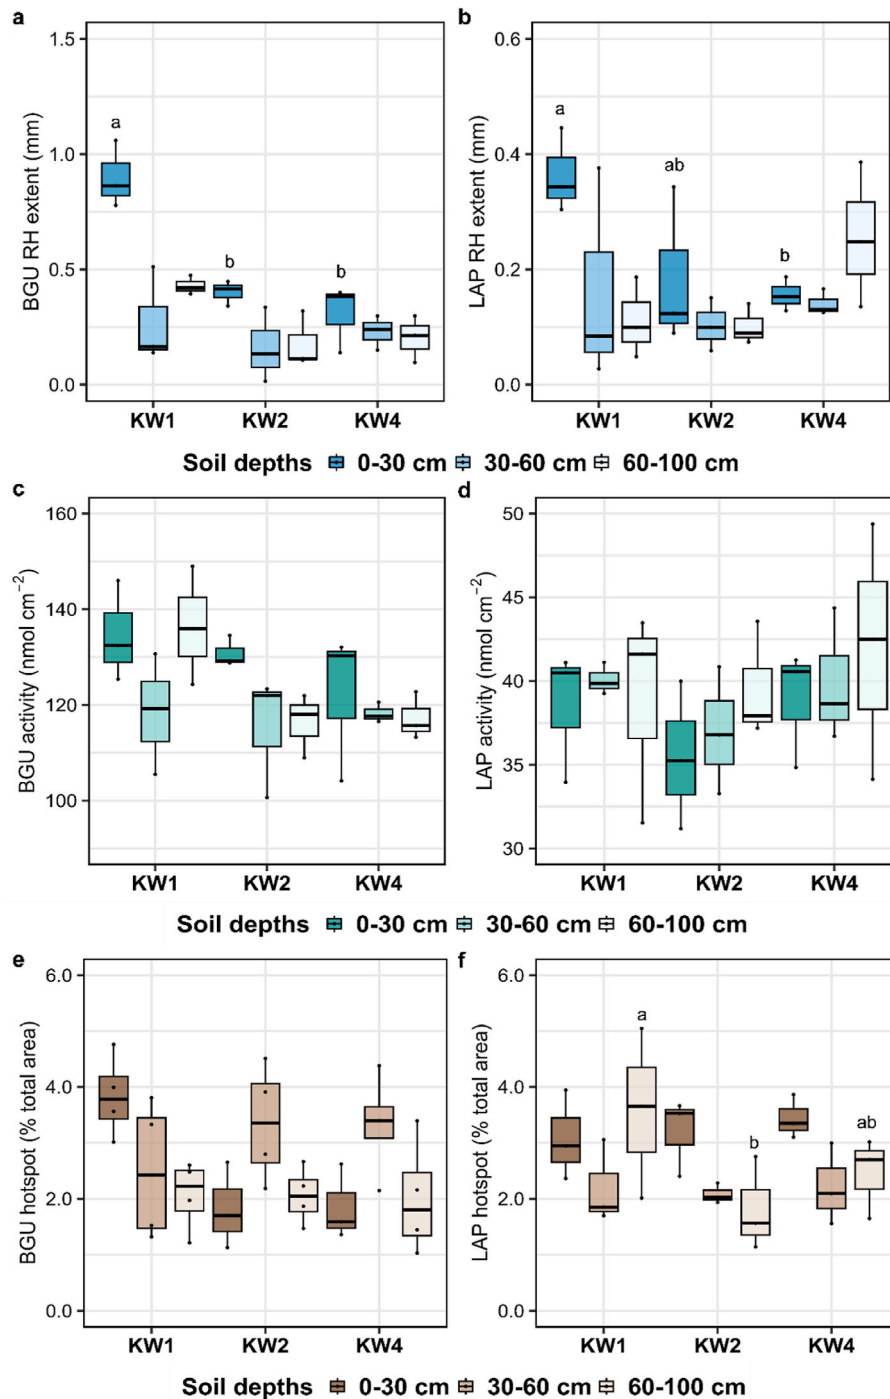 a
b
1.5
1.0
0.5
0.0
BGU RH extent (mm)
a
b
b
KW1 KW2 KW4
0.6
0.4
0.2
0.0
LAP RH extent (mm)
a
ab
b
KW1 KW2 KW4
Soil depths 0-30 cm 30-60 cm 60-100 cm
c
d
160
140
120
100
BGU activity (nmol cm⁻²)
KW1 KW2 KW4
50
45
40
35
30
LAP activity (nmol cm⁻²)
KW1 KW2 KW4
Soil depths 0-30 cm 30-60 cm 60-100 cm
e
f
6.0
4.0
2.0
0.0
BGU hotspot (% total area)
KW1 KW2 KW4
6.0
4.0
2.0
0.0
LAP hotspot (% total area)
a
b
ab
KW1 KW2 KW4
Soil depths 0-30 cm 30-60 cm 60-100 cm